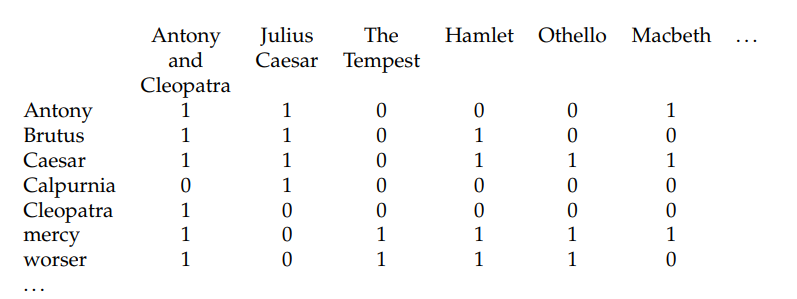 Antony Julius The Hamlet Othello Macbeth ...
and Caesar Tempest
Cleopatra
Antony 1 1 0 0 0 1
Brutus 1 1 0 1 0 0
Caesar 1 1 0 1 1 1
Calpurnia 0 1 0 0 0 0
Cleopatra 1 0 0 0 0 0
mercy 1 0 1 1 1 1
worser 1 0 1 1 1 0
...